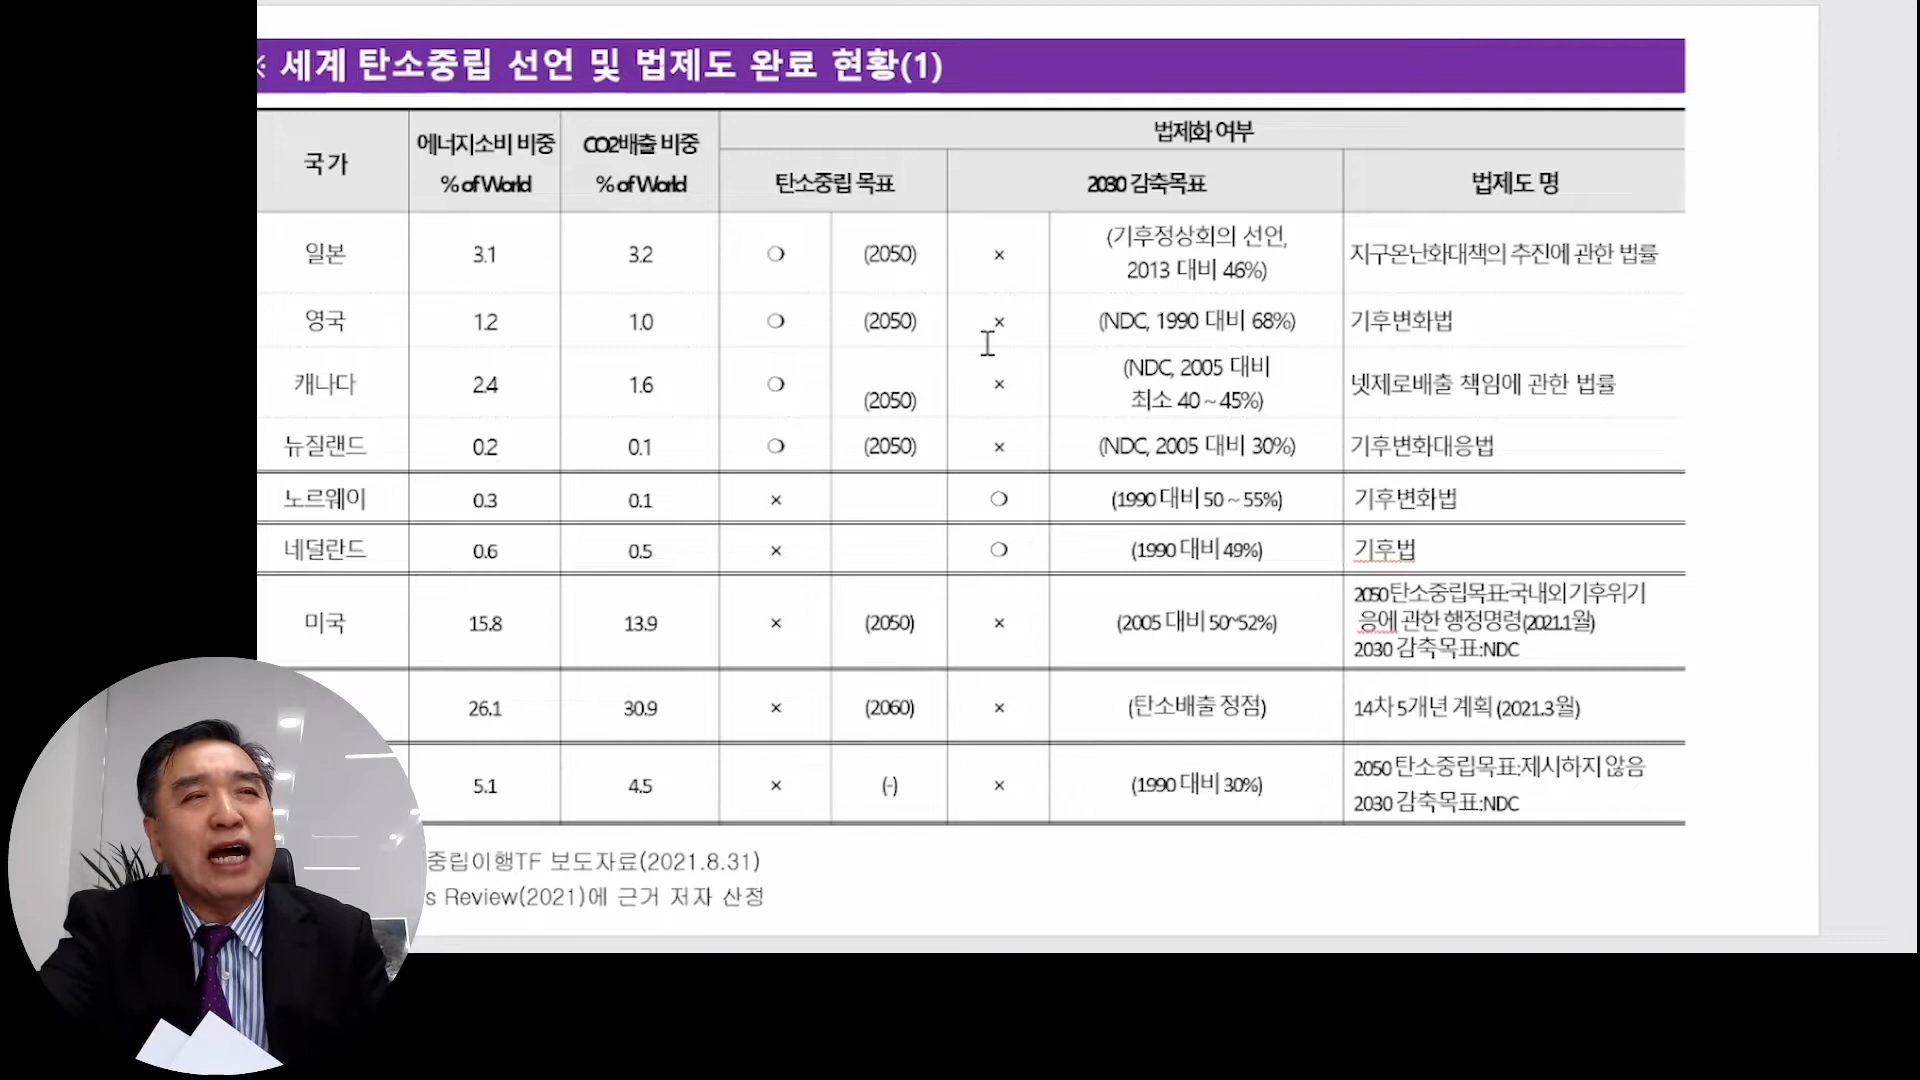 ※ 세계 탄소중립 선언 및 법제도 완료 현황(1)
국가 에너지소비 비중 % of World CO2배출 비중 % of World 법제화 여부
탄소중립 목표 2030 감축목표 법제도 명
일본 3.1 3.2 ○ (2050) × (기후정상회의 선언,
2013 대비 46%) 지구온난화대책의 추진에 관한 법률
영국 1.2 1.0 ○ (2050) × (NDC, 1990 대비 68%) 기후변화법
캐나다 2.4 1.6 ○ (2050) × (NDC, 2005 대비
최소 40 ~ 45%) 넷제로배출 책임에 관한 법률
뉴질랜드 0.2 0.1 ○ (2050) × (NDC, 2005 대비 30%) 기후변화대응법
노르웨이 0.3 0.1 × ○ (1990 대비 50 ~ 55%) 기후변화법
네덜란드 0.6 0.5 × ○ (1990 대비 49%) 기후법
미국 15.8 13.9 × (2050) × (2005 대비 50~52%) 2050 탄소중립목표:국내외 기후위기
응에 관한 행정명령(2021.1월)
2030 감축목표:NDC
26.1 30.9 × (2060) × (탄소배출 정점) 14차 5개년 계획 (2021.3월)
5.1 4.5 × (-) × (1990 대비 30%) 2050 탄소중립목표:제시하지 않음
2030 감축목표:NDC
중립이행TF 보도자료(2021.8.31)
s Review(2021)에 근거 저자 산정